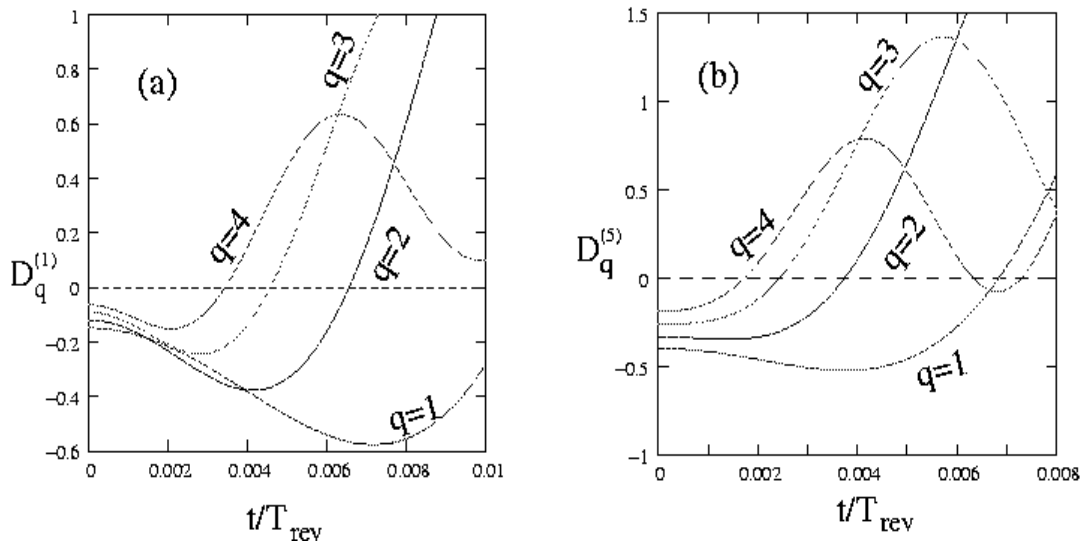 1
0.8
0.6
0.4
0.2
0
−0.2
−0.4
−0.6
D_q^(1)
(a)
q=3
q=4
q=2
q=1
0
0.002
0.004
0.006
0.008
0.01
t/T_rev
1.5
1
0.5
0
−0.5
−1
D_q^(5)
(b)
q=3
q=4
q=2
q=1
0
0.002
0.004
0.006
0.008
t/T_rev